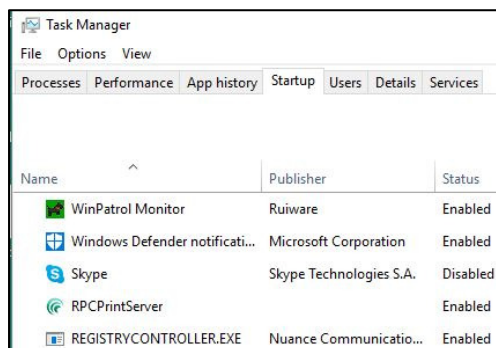 Task Manager
File Options View
Processes Performance App history Startup Users Details Services
Name Publisher Status
WinPatrol Monitor Ruiware Enabled
Windows Defender notificati... Microsoft Corporation Enabled
Skype Skype Technologies S.A. Disabled
RPCPrintServer Enabled
REGISTRYCONTROLLER.EXE Nuance Communicatio... Enabled